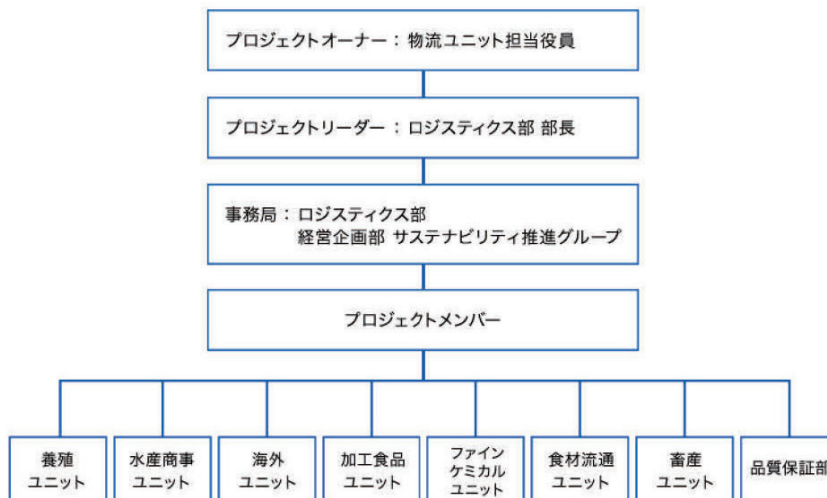 プロジェクトオーナー：物流ユニット担当役員
プロジェクトリーダー：ロジスティクス部 部長
事務局：ロジスティクス部
経営企画部 サステナビリティ推進グループ
プロジェクトメンバー
養殖
ユニット
水産商事
ユニット
海外
ユニット
加工食品
ユニット
ファイン
ケミカル
ユニット
食材流通
ユニット
畜産
ユニット
品質保証部